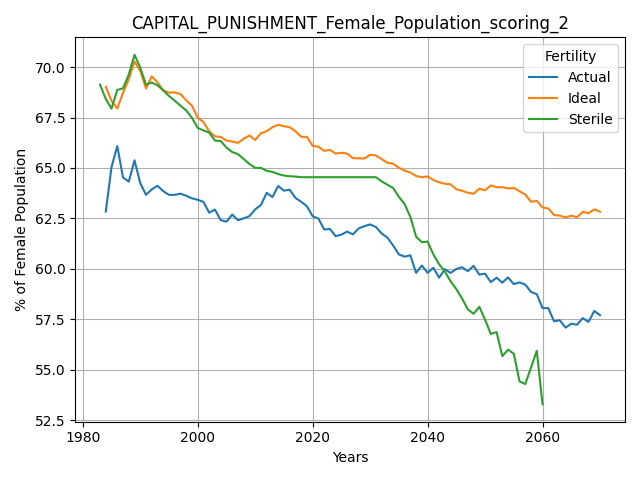 CAPITAL_PUNISHMENT_Female_Population_scoring_2
Fertility
Actual
Ideal
Sterile
% of Female Population
70.0
67.5
65.0
62.5
60.0
57.5
55.0
52.5
1980 2000 2020 2040 2060
Years